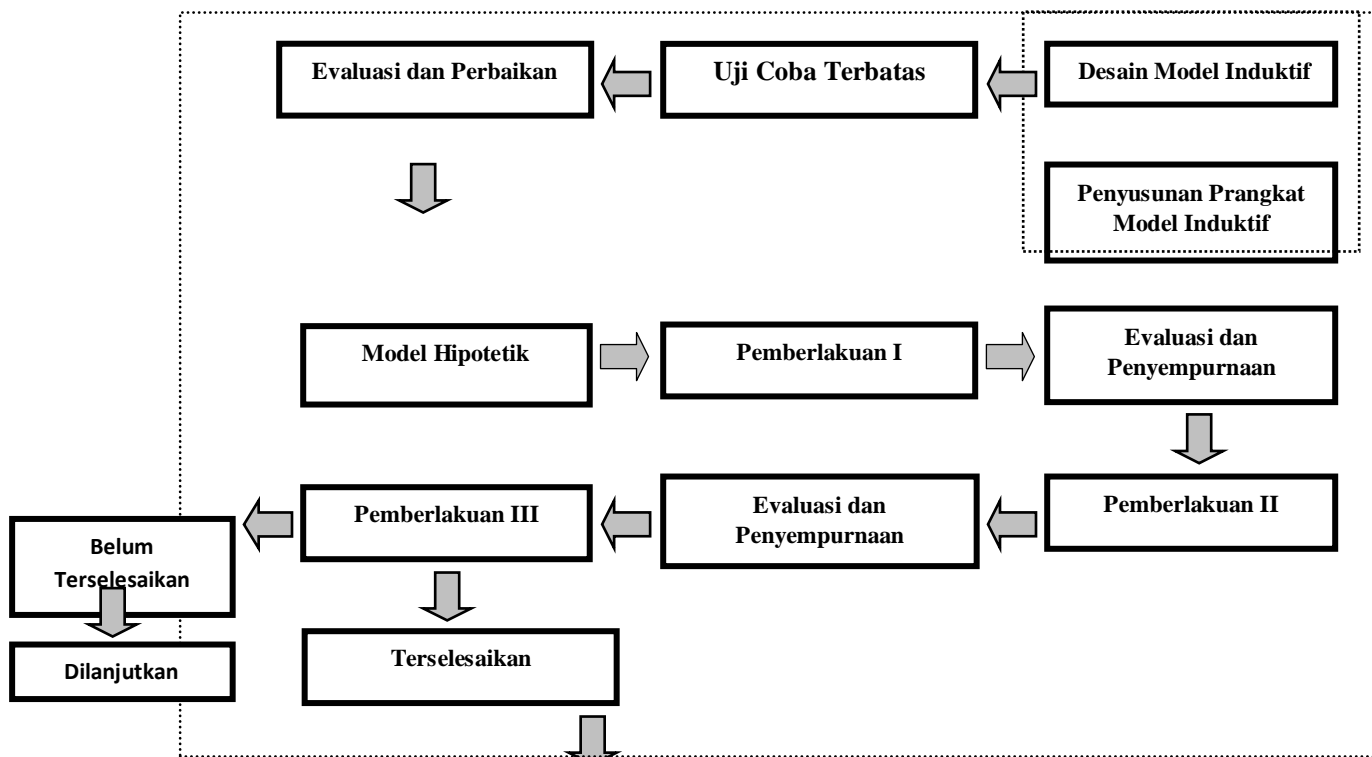 Evaluasi dan Perbaikan
Uji Coba Terbatas
Desain Model Induktif
Penyusunan Prangkat
Model Induktif
Model Hipotetik
Pemberlakuan I
Evaluasi dan
Penyempurnaan
Pemberlakuan III
Evaluasi dan
Penyempurnaan
Pemberlakuan II
Belum
Terselesaikan
Terselesaikan
Dilanjutkan